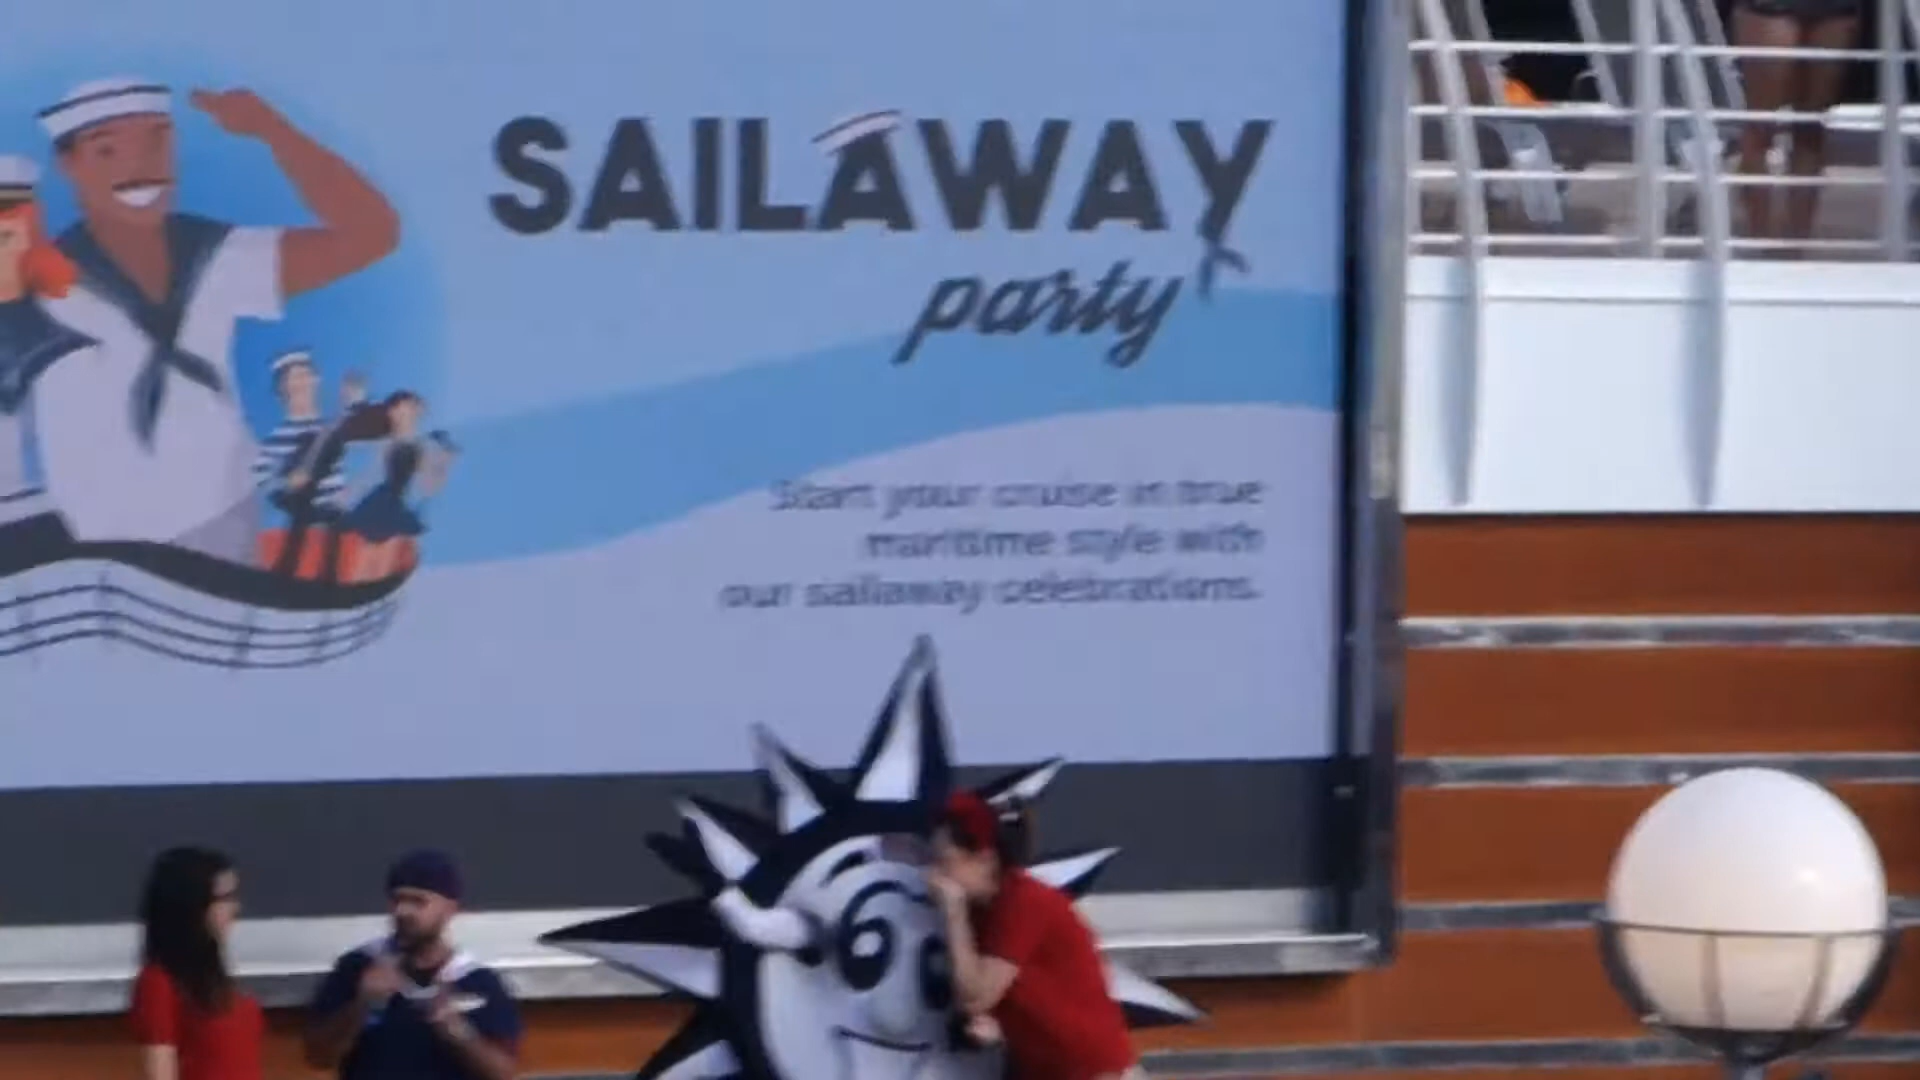 SAILAWAY
party
Start your cruise in true
maritime style with
our sailaway celebrations.